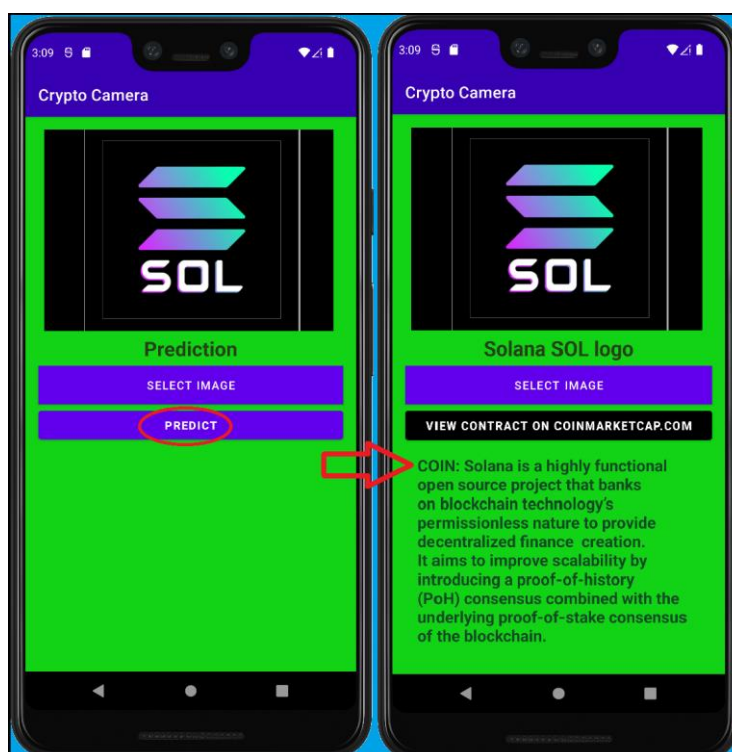 3:09
Crypto Camera
SOL
Prediction
SELECT IMAGE
PREDICT
3:09
Crypto Camera
SOL
Solana SOL logo
SELECT IMAGE
VIEW CONTRACT ON COINMARKETCAP.COM
COIN: Solana is a highly functional
open source project that banks
on blockchain technology's
permissionless nature to provide
decentralized finance  creation.
It aims to improve scalability by
introducing a proof-of-history
(PoH) consensus combined with the
underlying proof-of-stake consensus
of the blockchain.